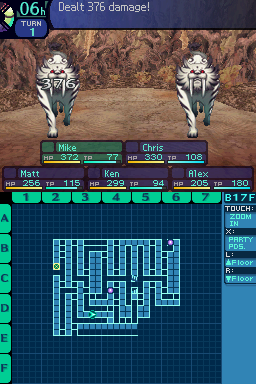 06h
Dealt 376 damage!
TURN
1
376
Mike
HP 372 TP 77
Chris
HP 330 TP 108
Matt
HP 256 TP 115
Ken
HP 299 TP 94
Alex
HP 205 TP 180
1 2 3 4 5 6 7 B17F
A
B
C
D
E
F
TOUCH:
ZOOM
IN
X:
PARTY
POS.
L:
▲Floor
R:
▼Floor